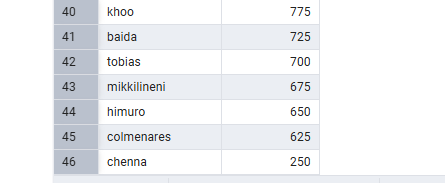 40 khoo 775
41 baida 725
42 tobias 700
43 mikkilineni 675
44 himuro 650
45 colmenares 625
46 chenna 250